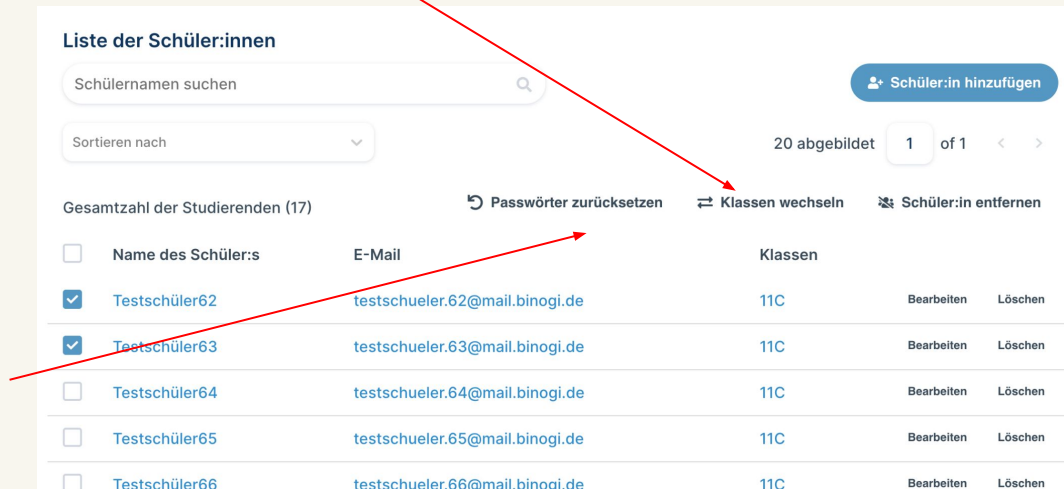 Liste der Schüler:innen
Schülernamen suchen
Schüler:in hinzufügen
Sortieren nach
20 abgebildet 1 of 1
Gesamtzahl der Studierenden (17)
Passwörter zurücksetzen Klassen wechseln Schüler:in entfernen
Name des Schüler:s E-Mail Klassen
Testschüler62 testschueler.62@mail.binogi.de 11C Bearbeiten Löschen
Testschüler63 testschueler.63@mail.binogi.de 11C Bearbeiten Löschen
Testschüler64 testschueler.64@mail.binogi.de 11C Bearbeiten Löschen
Testschüler65 testschueler.65@mail.binogi.de 11C Bearbeiten Löschen
Testschüler66 testschueler.66@mail.binogi.de 11C Bearbeiten Löschen